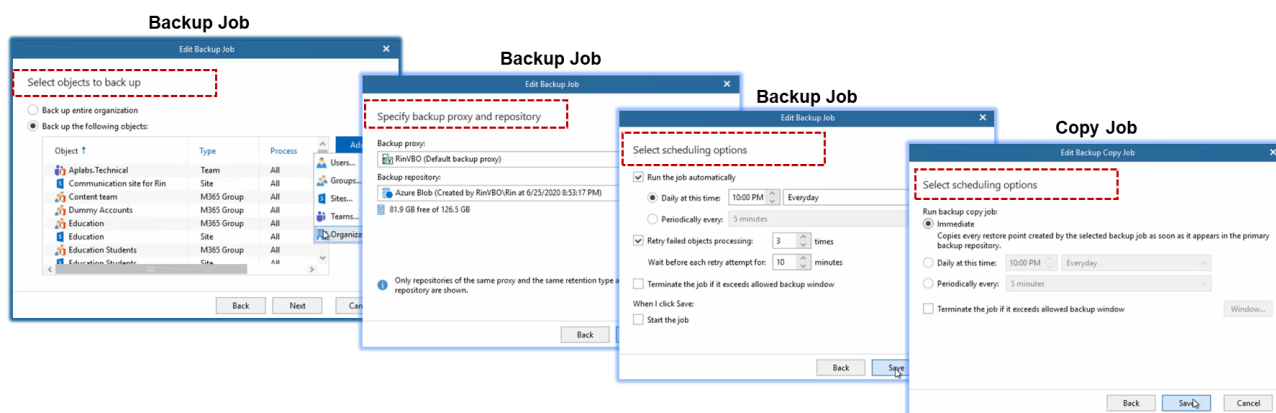 Backup Job
Edit Backup Job
Select objects to back up
Back up entire organization
Back up the following objects:
Object Type Process
Aplabs.Technical Team All
Communication site for Rin Site All
Content team M365 Group All
Dummy Accounts M365 Group All
Education M365 Group All
Education Site All
Education Students M365 Group All
Education Students Site All
Users...
Groups...
Sites...
Teams...
Back Next
Backup Job
Edit Backup Job
Specify backup proxy and repository
Backup proxy:
RinVBO (Default backup proxy)
Backup repository:
Azure Blob (Created by RinVBO\Rin at 6/25/2020 8:53:17 PM)
81.9 GB free of 126.5 GB
Only repositories of the same proxy and the same retention type a
repository are shown.
Back
Backup Job
Edit Backup Job
Select scheduling options
Run the job automatically
Daily at this time: 10:00 PM Everyday
Periodically every: 5 minutes
Retry failed objects processing: 3 times
Wait before each retry attempt for: 10 minutes
Terminate the job if it exceeds allowed backup window
When I click Save:
Start the job
Back Save
Copy Job
Edit Backup Copy Job
Select scheduling options
Run backup copy job:
Immediate
Copies every restore point created by the selected backup job as soon as it appears in the primary
backup repository.
Daily at this time: 10:00 PM Everyday
Periodically every: 5 minutes
Terminate the job if it exceeds allowed backup window Window...
Back Save Cancel